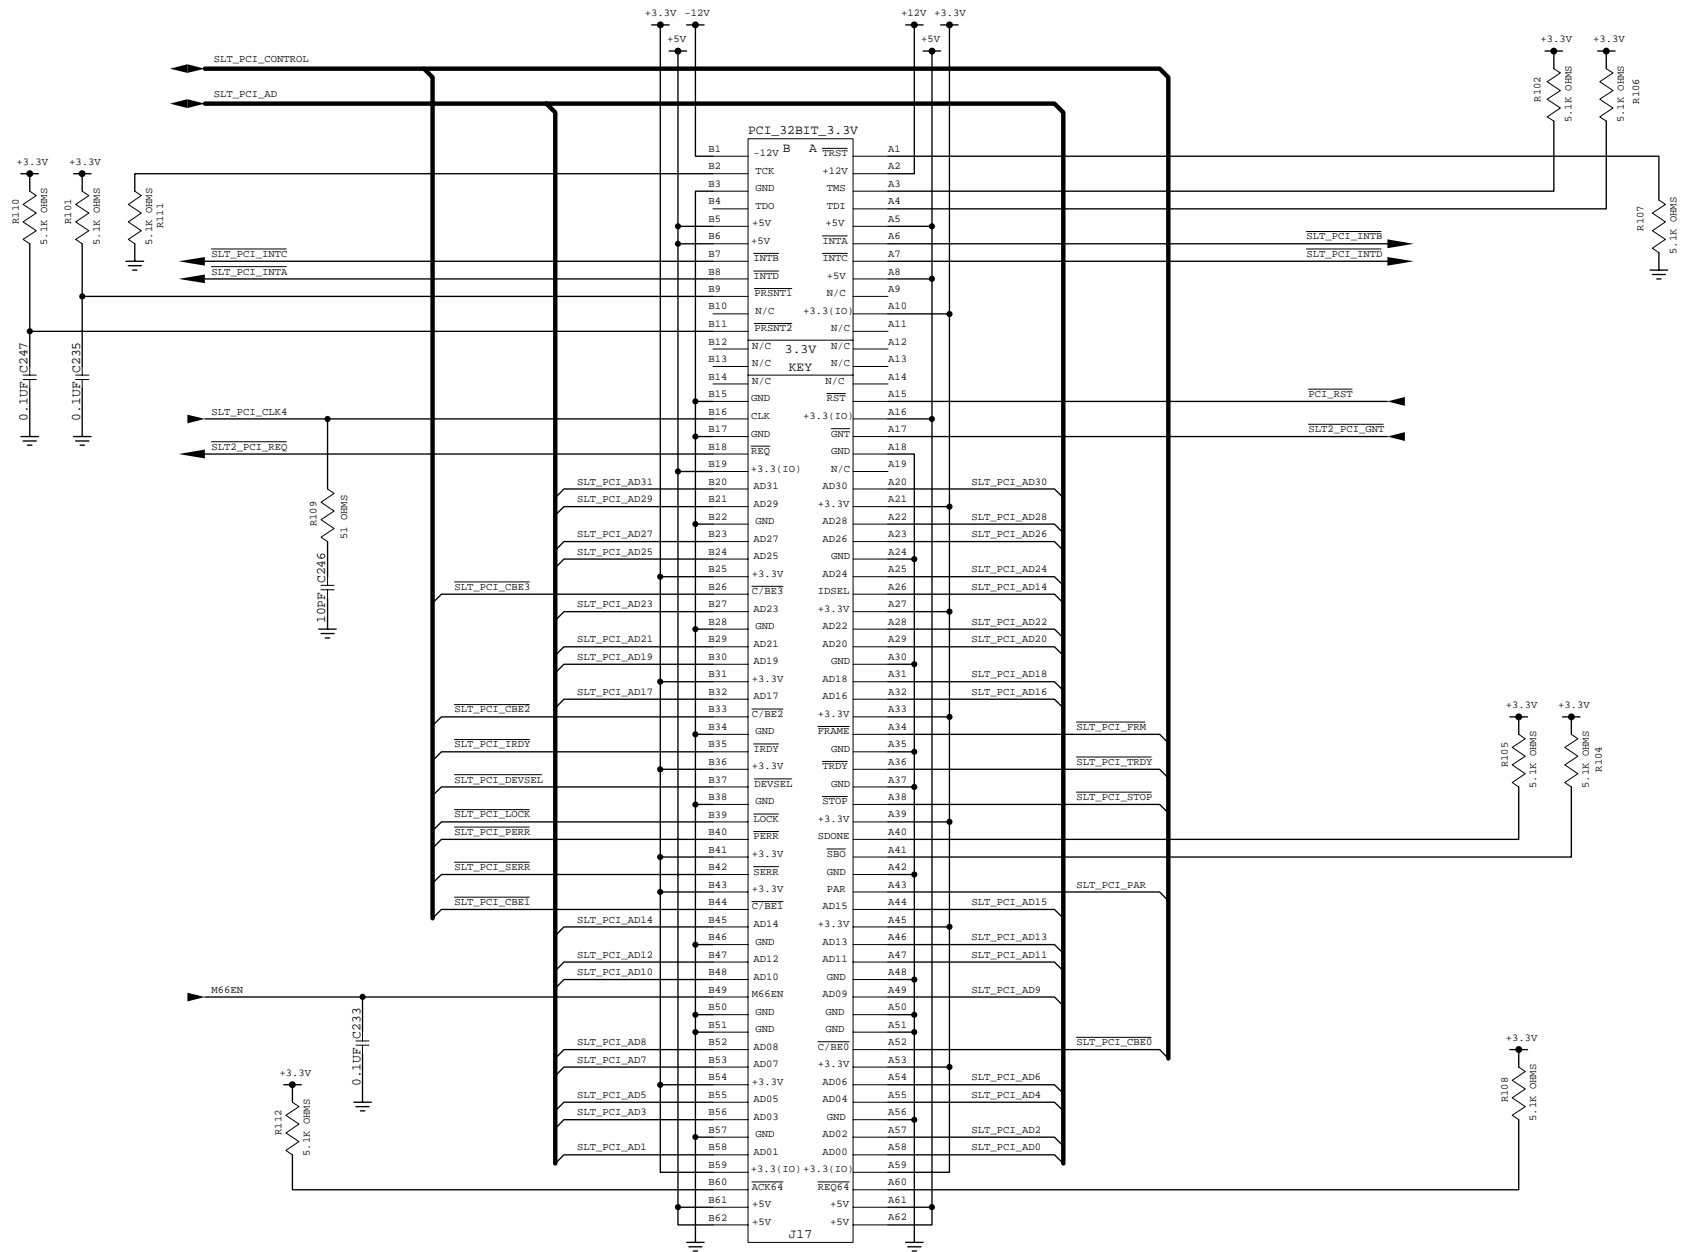 +3.3V -12V +12V +3.3V
+5V +5V
+3.3V +3.3V
SLT_PCI_CONTROL
SLT_PCI_AD
R102 5.1K OHMS
R106 5.1K OHMS
PCI_32BIT_3.3V
B A
+3.3V +3.3V
R110 5.1K OHMS
R101 5.1K OHMS
R111 5.1K OHMS
R107 5.1K OHMS
B1 -12V TRST A1
B2 TCK +12V A2
B3 GND TMS A3
B4 TDO TDI A4
B5 +5V +5V A5
B6 +5V INTA A6 SLT_PCI_INTB
SLT_PCI_INTC B7 INTB INTC A7 SLT_PCI_INTD
SLT_PCI_INTA B8 INTD +5V A8
B9 PRSNT1 N/C A9
B10 N/C +3.3(IO) A10
B11 PRSNT2 N/C A11
B12 N/C 3.3V N/C A12
B13 N/C KEY N/C A13
B14 N/C N/C A14
0.1UF C247
0.1UF C235
B15 GND RST A15 PCI_RST
SLT_PCI_CLK4 B16 CLK +3.3(IO) A16
B17 GND GNT A17 SLT2_PCI_GNT
SLT2_PCI_REQ B18 REQ GND A18
B19 +3.3(IO) N/C A19
SLT_PCI_AD31 B20 AD31 AD30 A20 SLT_PCI_AD30
SLT_PCI_AD29 B21 AD29 +3.3V A21
R109 51 OHMS
B22 GND AD28 A22 SLT_PCI_AD28
SLT_PCI_AD27 B23 AD27 AD26 A23 SLT_PCI_AD26
SLT_PCI_AD25 B24 AD25 GND A24
B25 +3.3V AD24 A25 SLT_PCI_AD24
10PF C246
SLT_PCI_CBE3 B26 C/BE3 IDSEL A26 SLT_PCI_AD14
SLT_PCI_AD23 B27 AD23 +3.3V A27
B28 GND AD22 A28 SLT_PCI_AD22
SLT_PCI_AD21 B29 AD21 AD20 A29 SLT_PCI_AD20
SLT_PCI_AD19 B30 AD19 GND A30
B31 +3.3V AD18 A31 SLT_PCI_AD18
SLT_PCI_AD17 B32 AD17 AD16 A32 SLT_PCI_AD16
SLT_PCI_CBE2 B33 C/BE2 +3.3V A33
+3.3V +3.3V
B34 GND FRAME A34 SLT_PCI_FRM
SLT_PCI_IRDY B35 IRDY GND A35
R105 5.1K OHMS
R104 5.1K OHMS
B36 +3.3V TRDY A36 SLT_PCI_TRDY
SLT_PCI_DEVSEL B37 DEVSEL GND A37
B38 GND STOP A38 SLT_PCI_STOP
SLT_PCI_LOCK B39 LOCK +3.3V A39
SLT_PCI_PERR B40 PERR SDONE A40
B41 +3.3V SBO A41
SLT_PCI_SERR B42 SERR GND A42
B43 +3.3V PAR A43 SLT_PCI_PAR
SLT_PCI_CBE1 B44 C/BE1 AD15 A44 SLT_PCI_AD15
SLT_PCI_AD14 B45 AD14 +3.3V A45
B46 GND AD13 A46 SLT_PCI_AD13
SLT_PCI_AD12 B47 AD12 AD11 A47 SLT_PCI_AD11
SLT_PCI_AD10 B48 AD10 GND A48
M66EN B49 M66EN AD09 A49 SLT_PCI_AD9
B50 GND GND A50
B51 GND GND A51
0.1UF C233
SLT_PCI_AD8 B52 AD08 C/BE0 A52 SLT_PCI_CBE0
+3.3V
SLT_PCI_AD7 B53 AD07 +3.3V A53
+3.3V
B54 +3.3V AD06 A54 SLT_PCI_AD6
R108 5.1K OHMS
R112 5.1K OHMS
SLT_PCI_AD5 B55 AD05 AD04 A55 SLT_PCI_AD4
SLT_PCI_AD3 B56 AD03 GND A56
B57 GND AD02 A57 SLT_PCI_AD2
SLT_PCI_AD1 B58 AD01 AD00 A58 SLT_PCI_AD0
B59 +3.3(IO) +3.3(IO) A59
B60 ACK64 REQ64 A60
B61 +5V +5V A61
B62 +5V +5V A62
J17